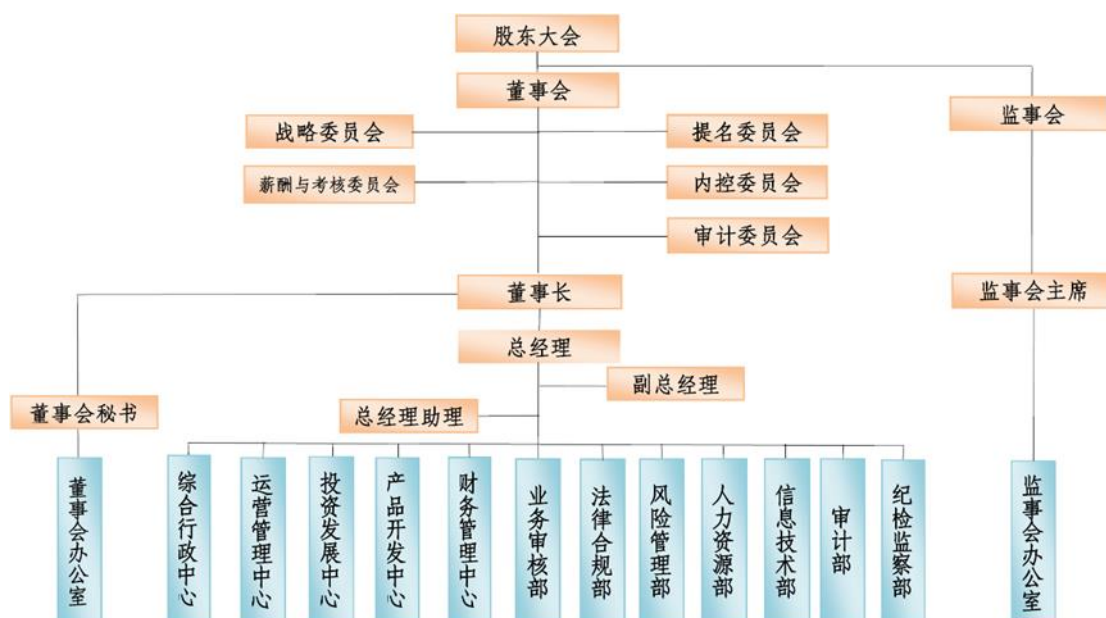 股东大会
董事会
监事会
战略委员会
提名委员会
薪酬与考核委员会
内控委员会
审计委员会
董事长
监事会主席
总经理
副总经理
董事会秘书
总经理助理
董事会办公室
综合行政中心
运营管理中心
投资发展中心
产品开发中心
财务管理中心
业务审核部
法律合规部
风险管理部
人力资源部
信息技术部
审计部
纪检监察部
监事会办公室